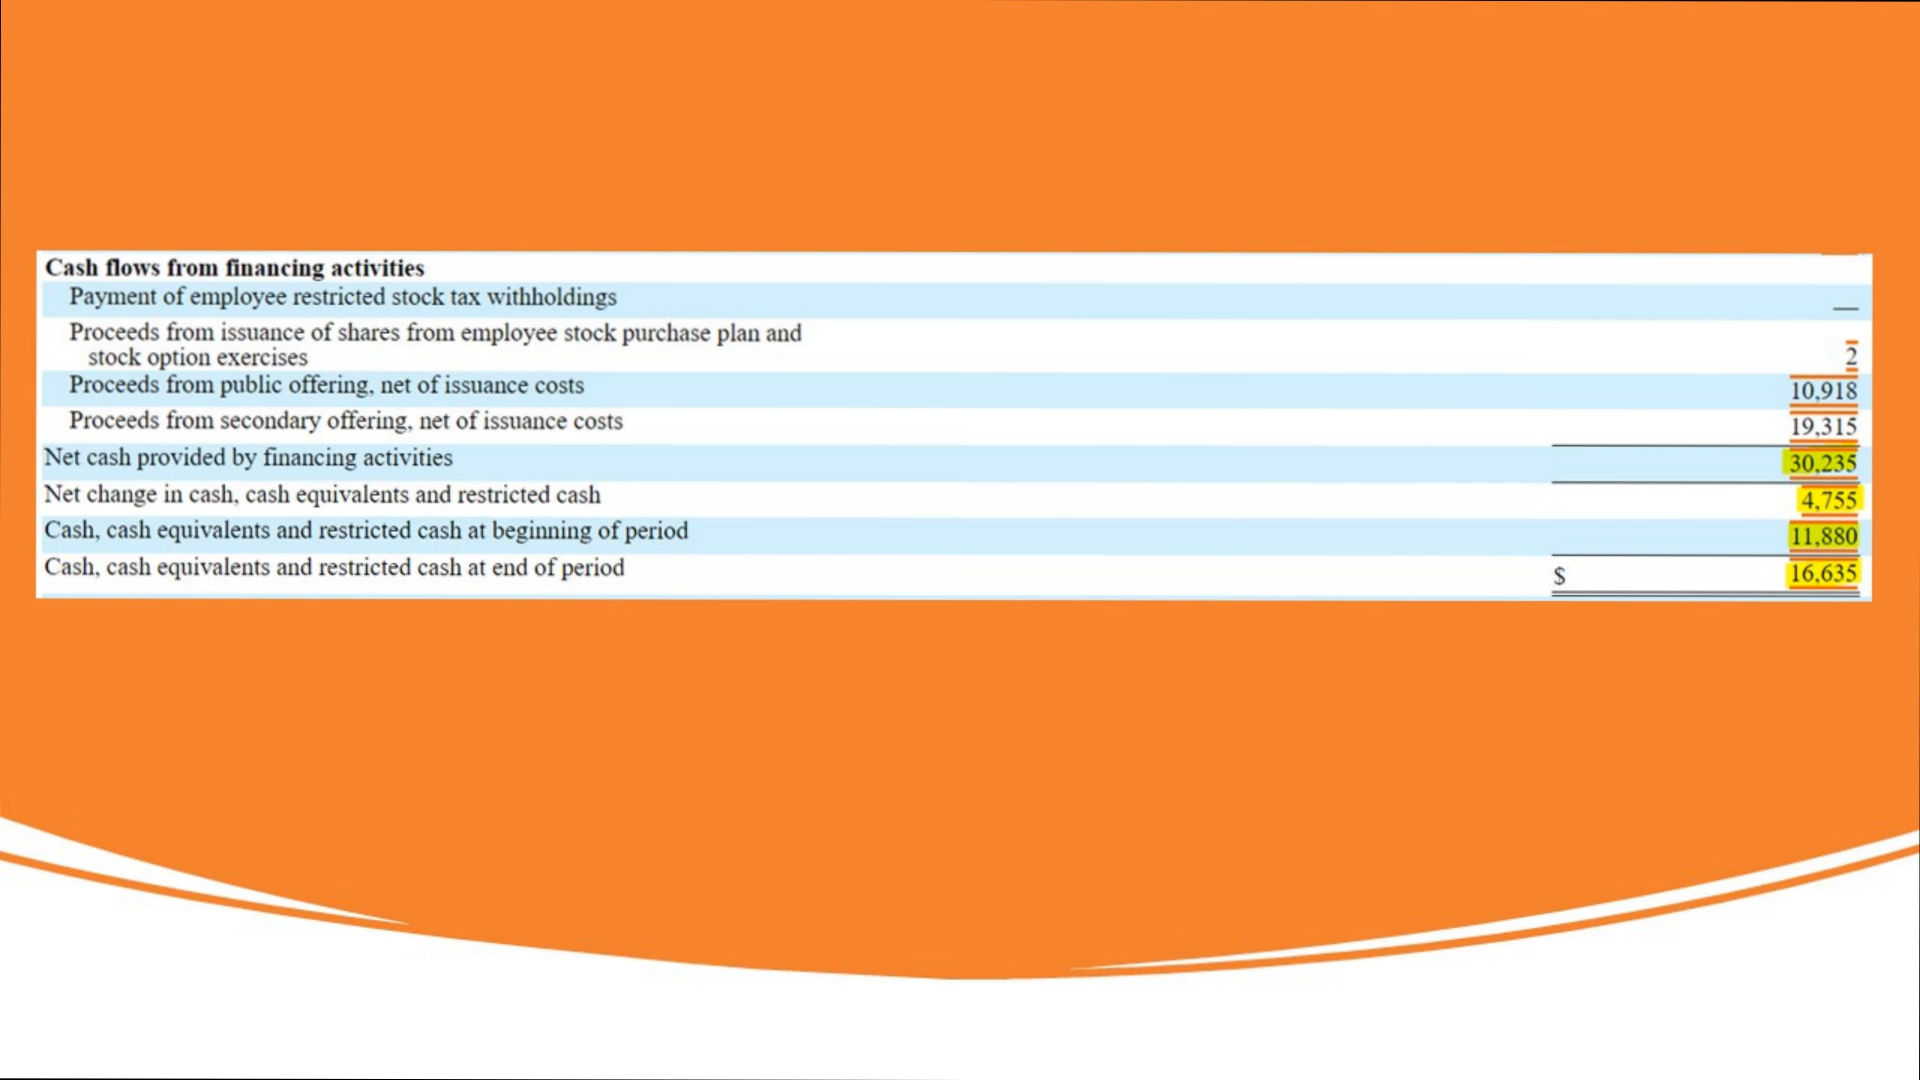 Cash flows from financing activities
Payment of employee restricted stock tax withholdings —
Proceeds from issuance of shares from employee stock purchase plan and
stock option exercises 2
Proceeds from public offering, net of issuance costs 10,918
Proceeds from secondary offering, net of issuance costs 19,315
Net cash provided by financing activities 30,235
Net change in cash, cash equivalents and restricted cash 4,755
Cash, cash equivalents and restricted cash at beginning of period 11,880
Cash, cash equivalents and restricted cash at end of period $ 16,635